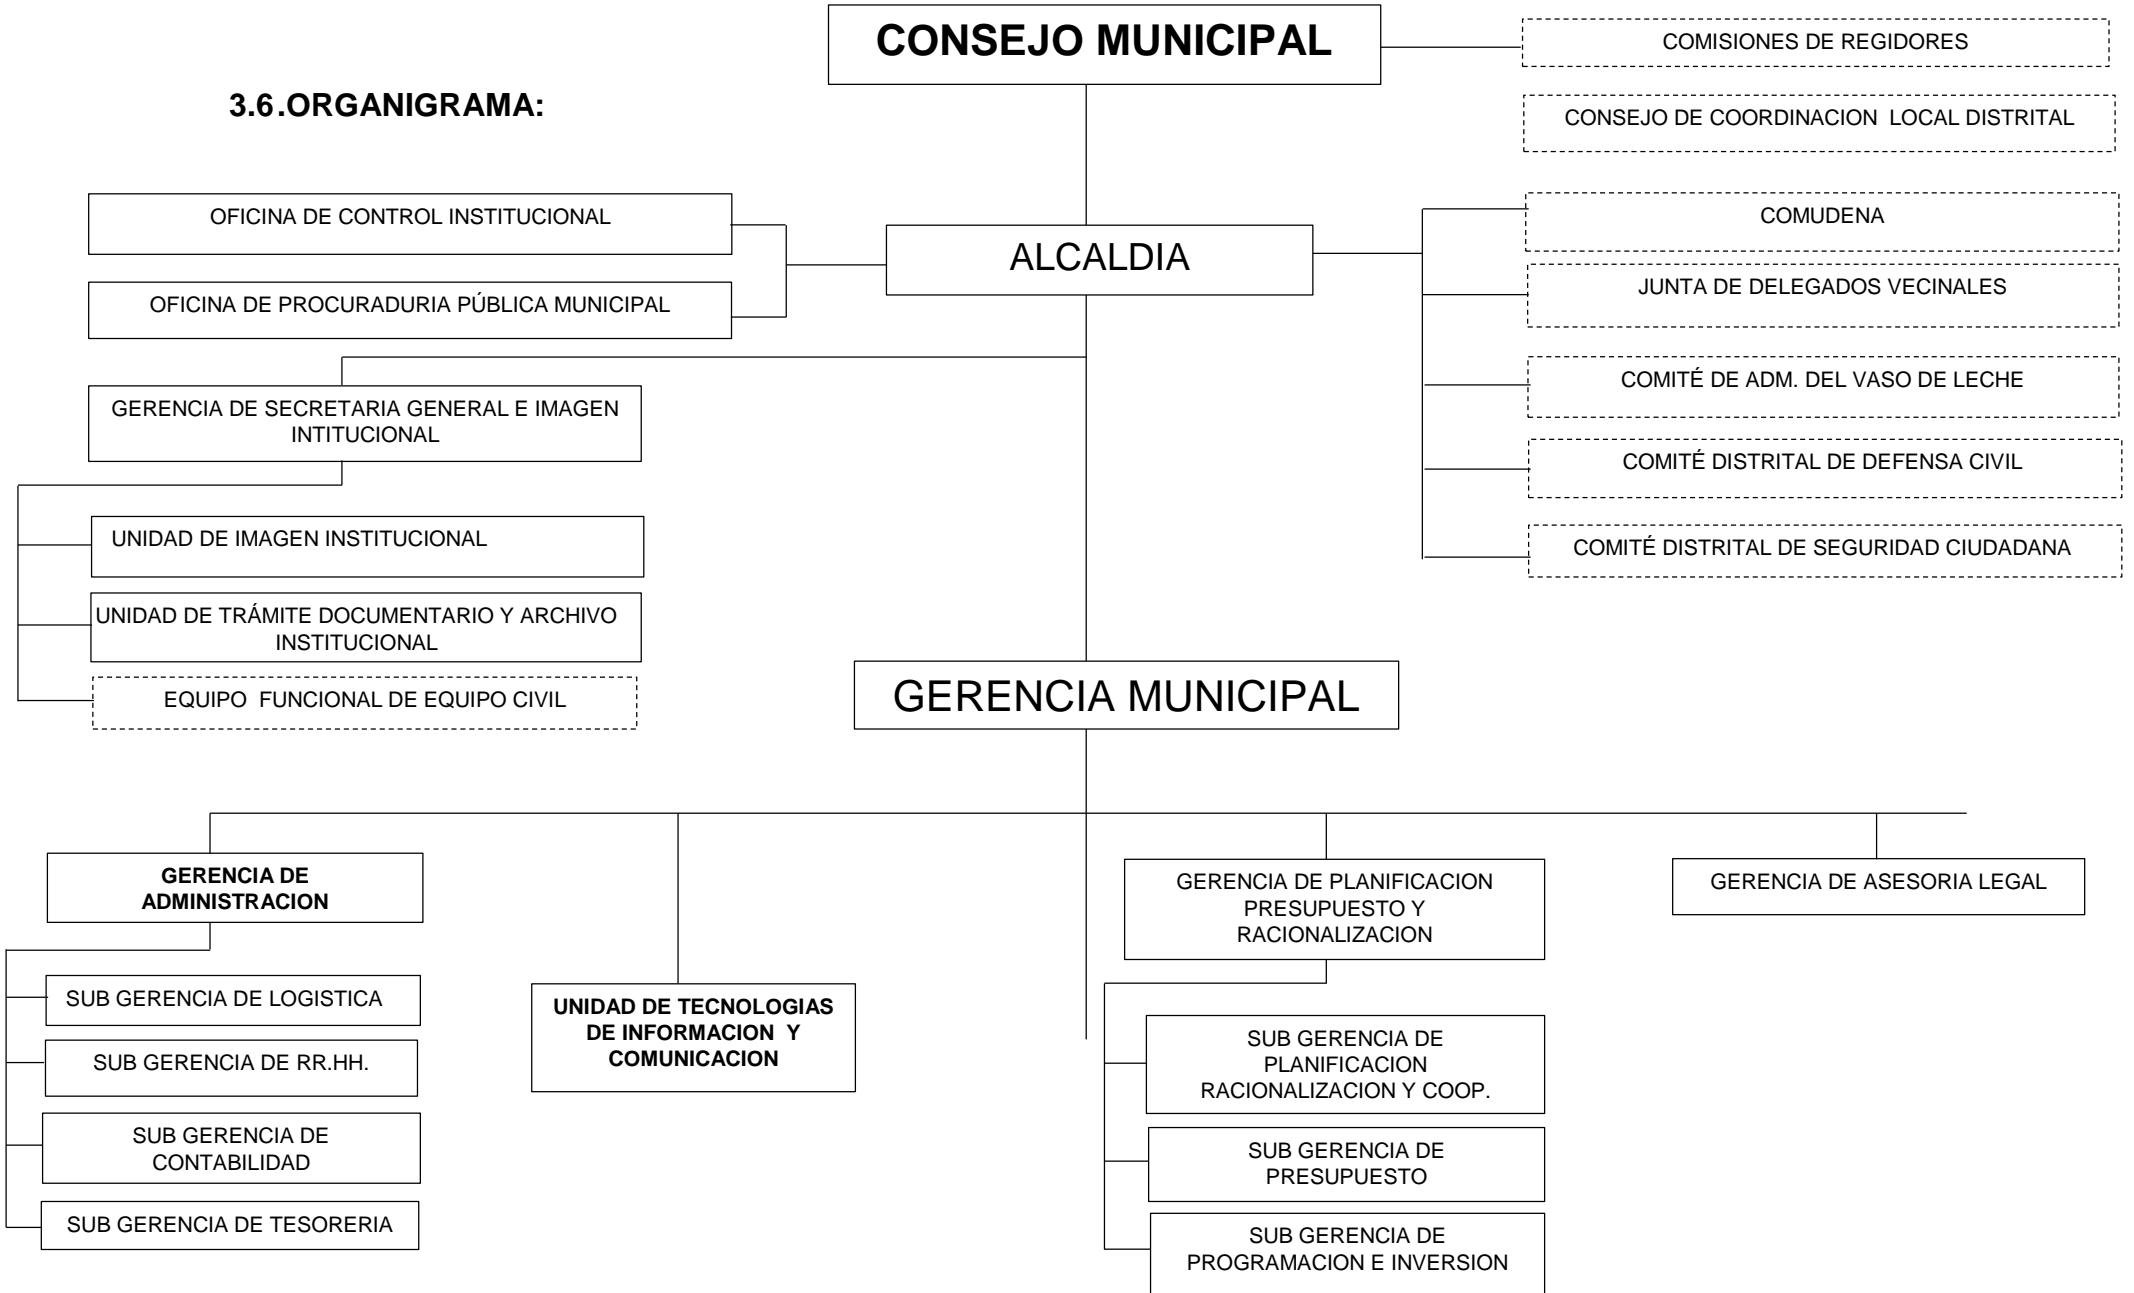 CONSEJO MUNICIPAL
COMISIONES DE REGIDORES
3.6.ORGANIGRAMA:
CONSEJO DE COORDINACION LOCAL DISTRITAL
OFICINA DE CONTROL INSTITUCIONAL
OFICINA DE PROCURADURIA PÚBLICA MUNICIPAL
ALCALDIA
COMUDENA
JUNTA DE DELEGADOS VECINALES
COMITÉ DE ADM. DEL VASO DE LECHE
COMITÉ DISTRITAL DE DEFENSA CIVIL
COMITÉ DISTRITAL DE SEGURIDAD CIUDADANA
GERENCIA DE SECRETARIA GENERAL E IMAGEN
INTITUCIONAL
UNIDAD DE IMAGEN INSTITUCIONAL
UNIDAD DE TRÁMITE DOCUMENTARIO Y ARCHIVO
INSTITUCIONAL
EQUIPO FUNCIONAL DE EQUIPO CIVIL
GERENCIA MUNICIPAL
GERENCIA DE
ADMINISTRACION
SUB GERENCIA DE LOGISTICA
SUB GERENCIA DE RR.HH.
SUB GERENCIA DE
CONTABILIDAD
SUB GERENCIA DE TESORERIA
UNIDAD DE TECNOLOGIAS
DE INFORMACION Y
COMUNICACION
GERENCIA DE PLANIFICACION
PRESUPUESTO Y
RACIONALIZACION
SUB GERENCIA DE
PLANIFICACION
RACIONALIZACION Y COOP.
SUB GERENCIA DE
PRESUPUESTO
SUB GERENCIA DE
PROGRAMACION E INVERSION
GERENCIA DE ASESORIA LEGAL